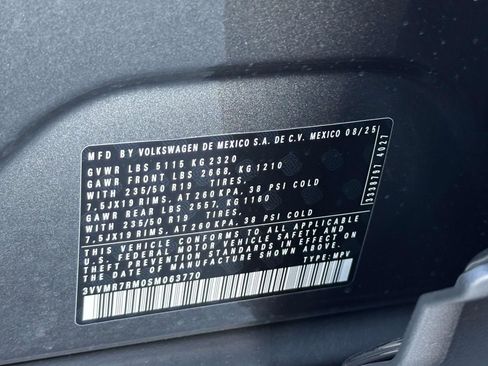 MFD BY VOLKSWAGEN DE MEXICO S.A. DE C.V. MEXICO 08/25
GVWR LBS 5115 KG 2320
GAWR FRONT LBS 2668, KG 1210
WITH 235/50 R19 TIRES,
7.5JX19 RIMS, AT 260 KPA, 38 PSI COLD
GAWR REAR LBS 2557, KG 1160
WITH 235/50 R19 TIRES,
7.5JX19 RIMS, AT 260 KPA, 38 PSI COLD
THIS VEHICLE CONFORMS TO ALL APPLICABLE
FEDERAL MOTOR VEHICLE SAFETY AND
THEFT PREVENTION STANDARDS IN EFFECT ON
THE DATE OF MANUFACTURE SHOWN ABOVE.
3VVMR7RM0SM063770
TYPE: MPV
3338707 4027